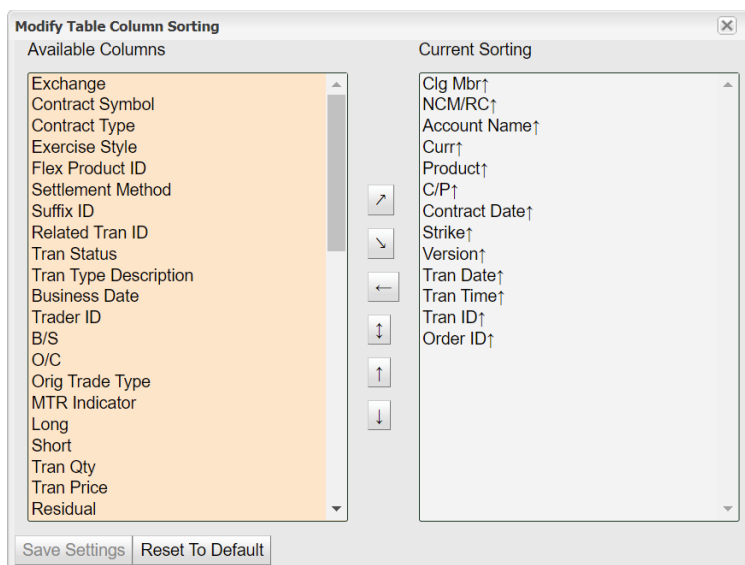 Modify Table Column Sorting
Available Columns
Exchange
Contract Symbol
Contract Type
Exercise Style
Flex Product ID
Settlement Method
Suffix ID
Related Tran ID
Tran Status
Tran Type Description
Business Date
Trader ID
B/S
O/C
Orig Trade Type
MTR Indicator
Long
Short
Tran Qty
Tran Price
Residual
↗
↘
←
↕
↑
↓
Current Sorting
Clg Mbr↑
NCM/RC↑
Account Name↑
Curr↑
Product↑
C/P↑
Contract Date↑
Strike↑
Version↑
Tran Date↑
Tran Time↑
Tran ID↑
Order ID↑
Save Settings
Reset To Default